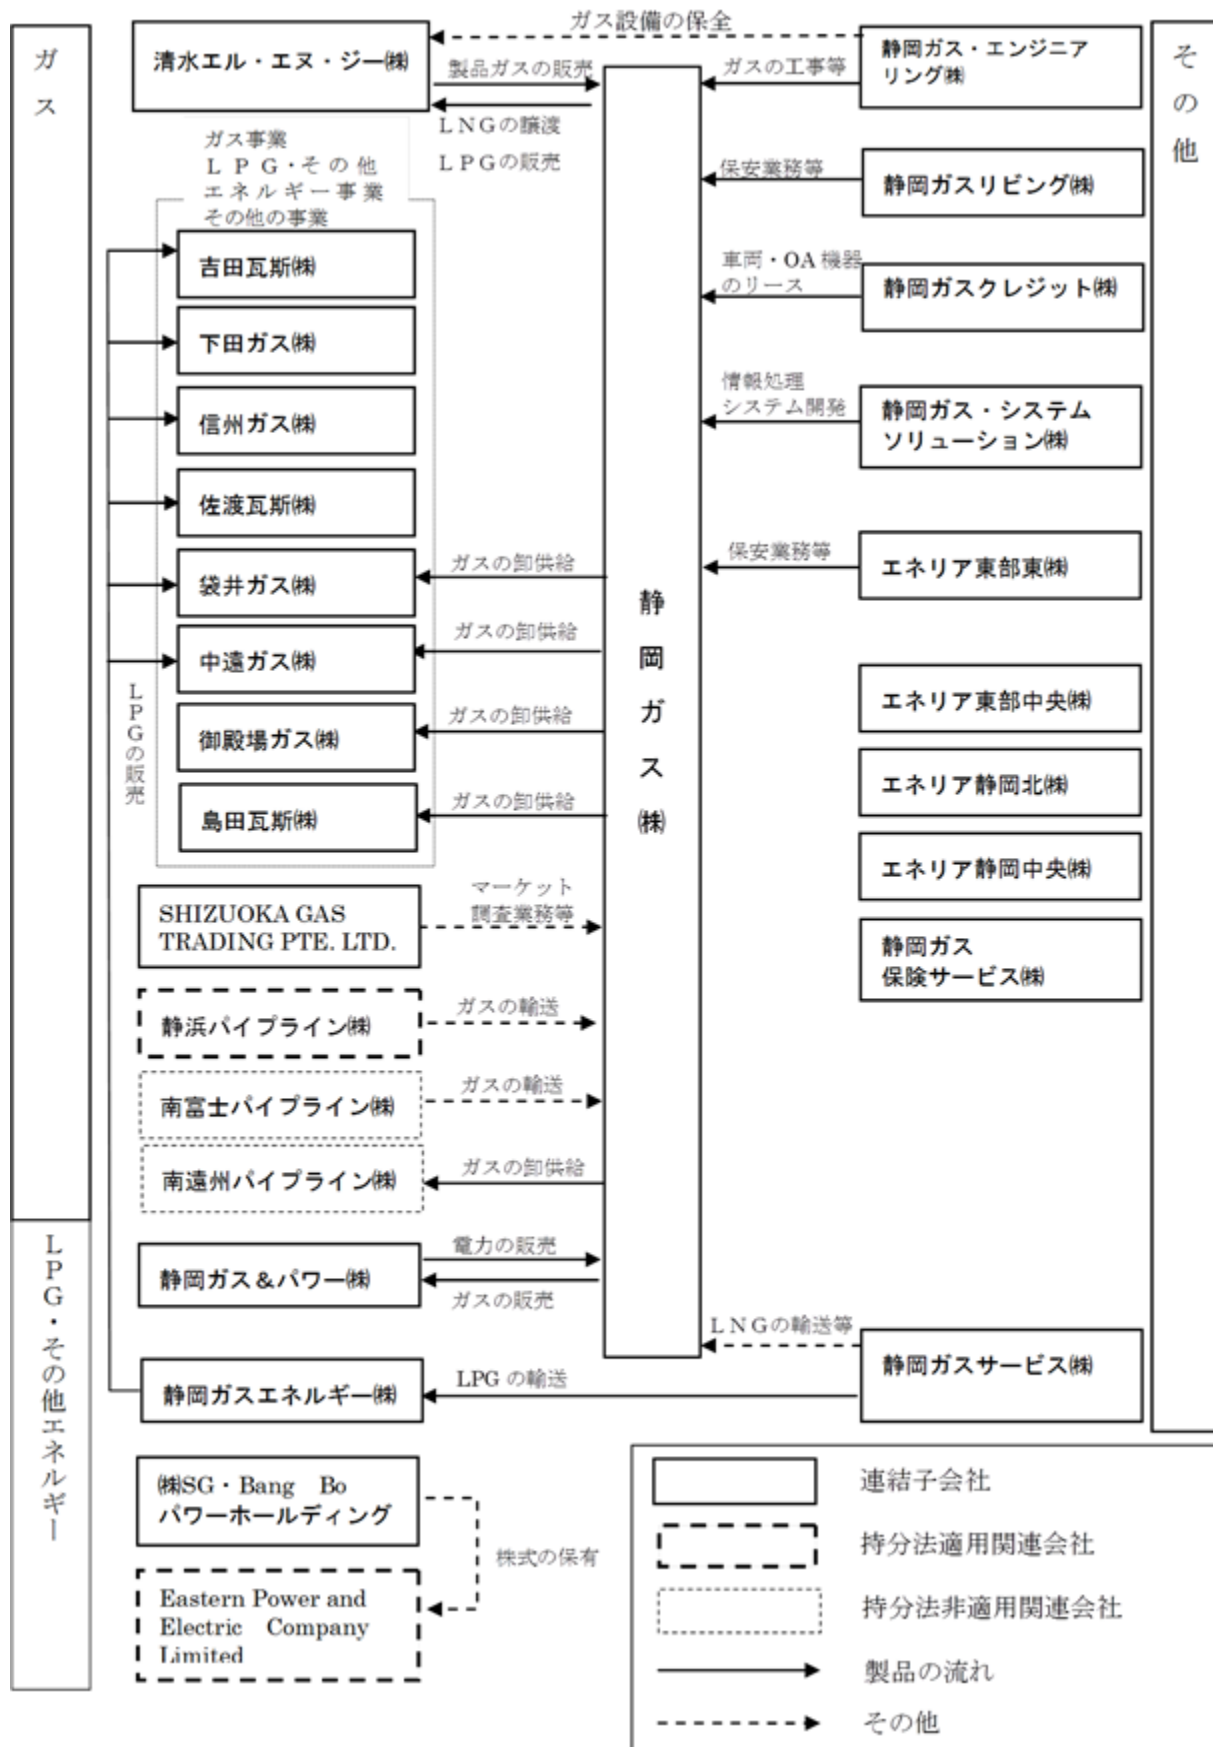 ガス
清水エル・エヌ・ジー㈱
ガス設備の保全
製品ガスの販売
LNGの譲渡
LPGの販売
ガスの工事等
静岡ガス・エンジニア
リング㈱
その他
ガス事業
LPG・その他
エネルギー事業
その他の事業
保安業務等
静岡ガスリビング㈱
吉田瓦斯㈱
車両・OA機器
のリース
静岡ガスクレジット㈱
下田ガス㈱
信州ガス㈱
情報処理
システム開発
静岡ガス・システム
ソリューション㈱
佐渡瓦斯㈱
袋井ガス㈱
ガスの卸供給
保安業務等
エネリア東部東㈱
中遠ガス㈱
ガスの卸供給
静岡ガス㈱
エネリア東部中央㈱
LPGの販売
御殿場ガス㈱
ガスの卸供給
エネリア静岡北㈱
島田瓦斯㈱
ガスの卸供給
エネリア静岡中央㈱
SHIZUOKA GAS
TRADING PTE. LTD.
マーケット
調査業務等
静岡ガス
保険サービス㈱
静浜パイプライン㈱
ガスの輸送
南富士パイプライン㈱
ガスの輸送
南遠州パイプライン㈱
ガスの卸供給
LPG・その他エネルギー
静岡ガス＆パワー㈱
電力の販売
ガスの販売
LNGの輸送等
静岡ガスサービス㈱
静岡ガスエネルギー㈱
LPGの輸送
㈱SG・Bang Bo
パワーホールディング
株式の保有
Eastern Power and
Electric Company
Limited
連結子会社
持分法適用関連会社
持分法非適用関連会社
製品の流れ
その他